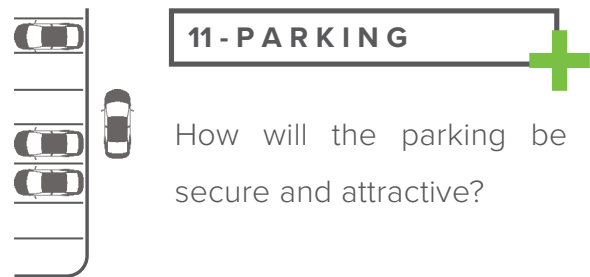 11-PARKING
How will the parking be
secure and attractive?